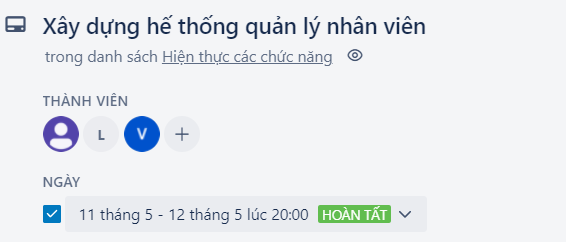 Xây dựng hế thống quản lý nhân viên
trong danh sách Hiện thực các chức năng
THÀNH VIÊN
L V
NGÀY
11 tháng 5 - 12 tháng 5 lúc 20:00 HOÀN TẤT